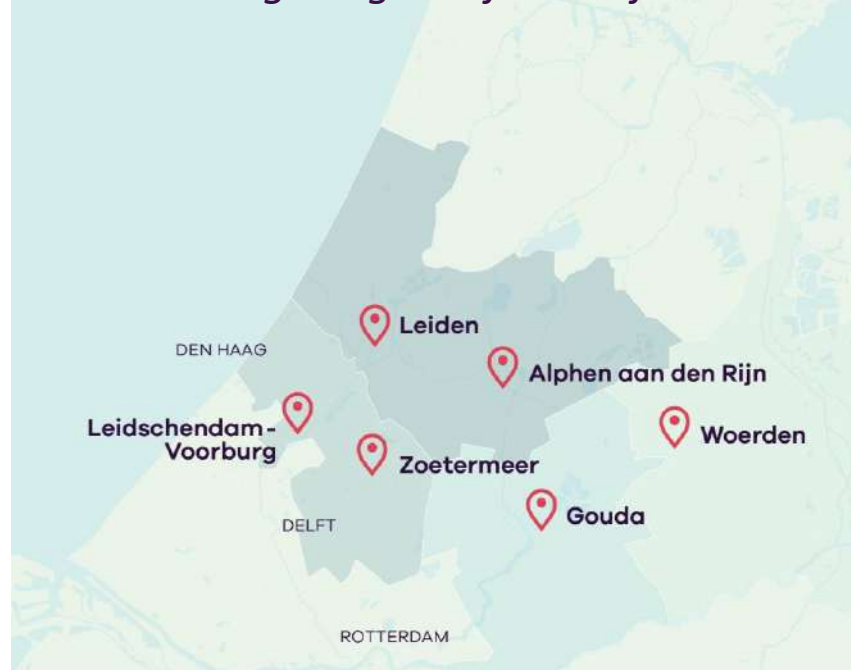 Leiden
DEN HAAG
Alphen aan den Rijn
Leidschendam-
Voorburg
Woerden
Zoetermeer
Gouda
DELFT
ROTTERDAM